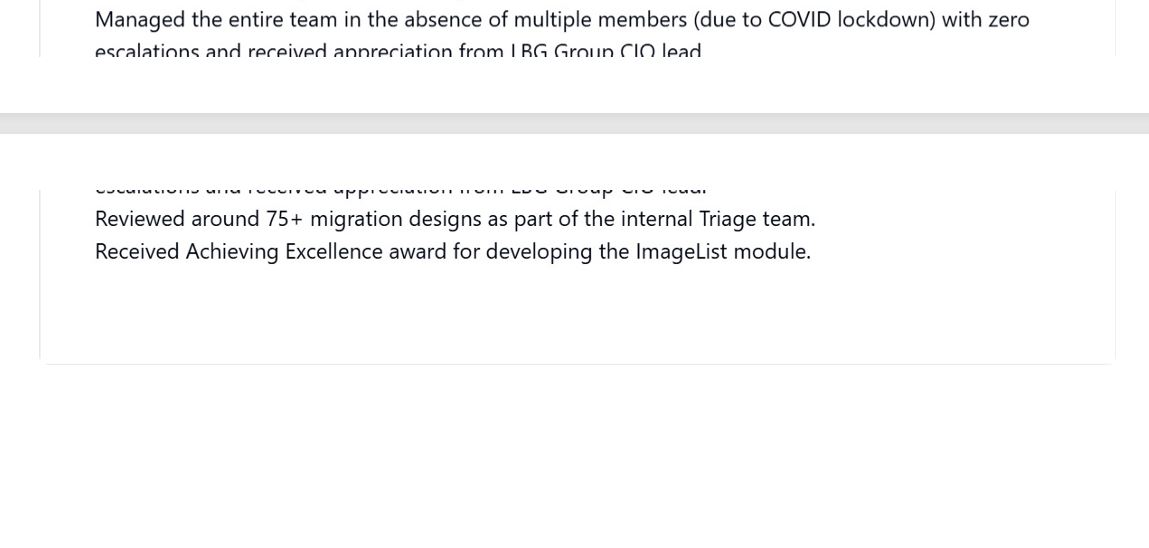 Managed the entire team in the absence of multiple members (due to COVID lockdown) with zero
escalations and received appreciation from LBG Group CIO lead
escalations and received appreciation from LBG Group CIO lead.
Reviewed around 75+ migration designs as part of the internal Triage team.
Received Achieving Excellence award for developing the ImageList module.